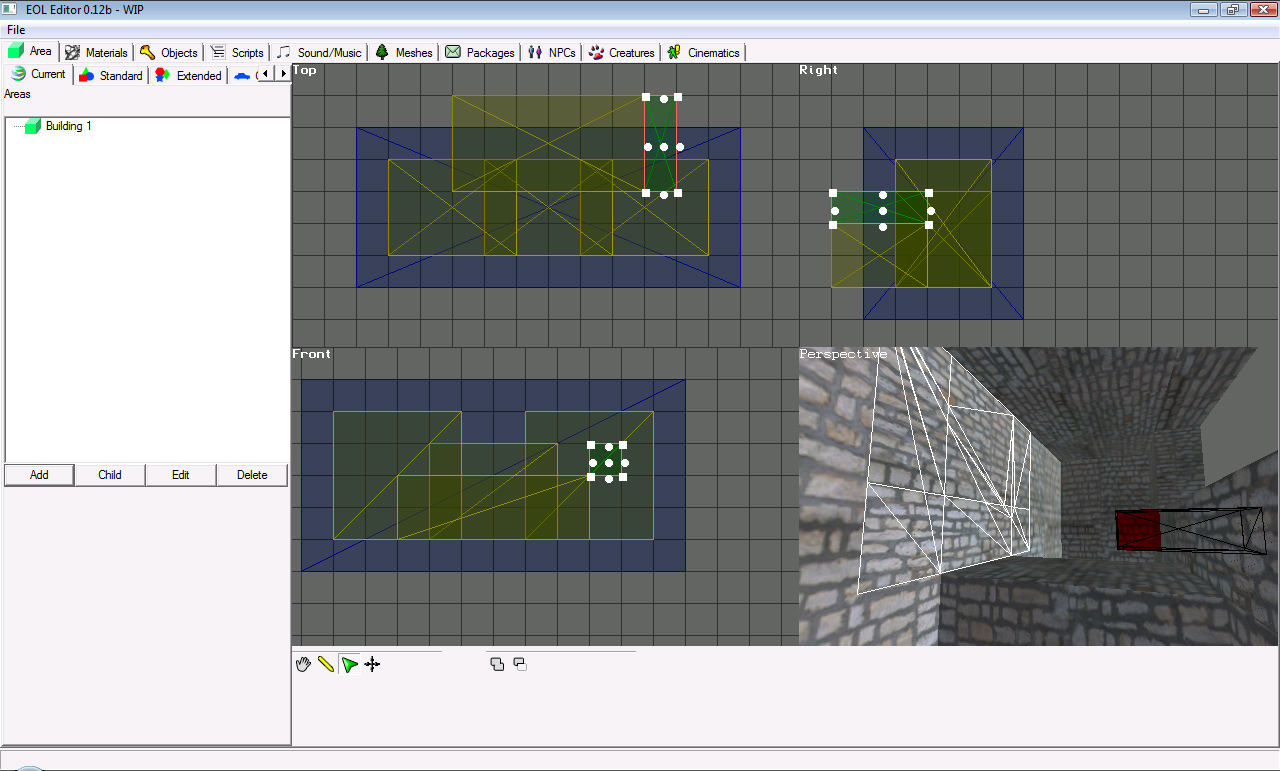 EOL Editor 0.12b - WIP
File
Area Materials Objects Scripts Sound/Music Meshes Packages NPCs Creatures Cinematics
Current Standard Extended
Areas
Building 1
Add Child Edit Delete
Top
Right
Front
Perspective